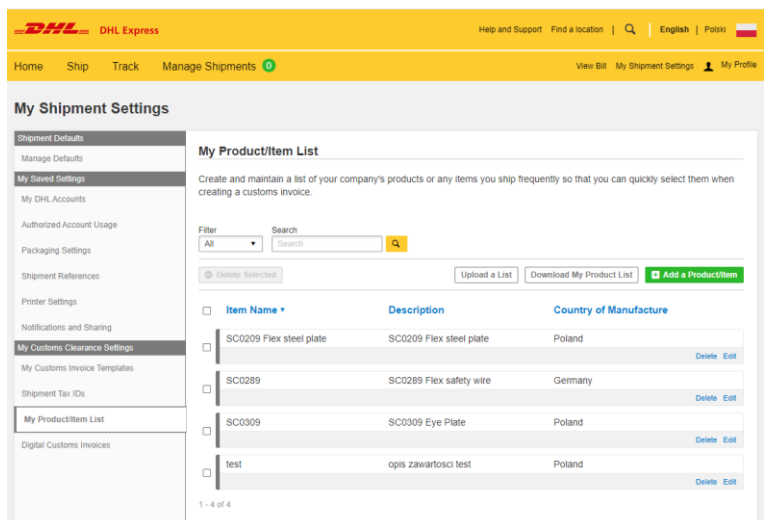 DHL DHL Express
Help and Support Find a location | English | Polski
Home Ship Track Manage Shipments 0
View Bill My Shipment Settings My Profile
My Shipment Settings
Shipment Defaults
Manage Defaults
My Saved Settings
My DHL Accounts
Authorized Account Usage
Packaging Settings
Shipment References
Printer Settings
Notifications and Sharing
My Customs Clearance Settings
My Customs Invoice Templates
Shipment Tax IDs
My Product/Item List
Digital Customs Invoices
My Product/Item List
Create and maintain a list of your company's products or any items you ship frequently so that you can quickly select them when
creating a customs invoice.
Filter Search
All Search
Delete Selected Upload a List Download My Product List Add a Product/Item
Item Name Description Country of Manufacture
SC0209 Flex steel plate SC0209 Flex steel plate Poland
Delete Edit
SC0289 SC0289 Flex safety wire Germany
Delete Edit
SC0309 SC0309 Eye Plate Poland
Delete Edit
test opis zawartosci test Poland
Delete Edit
1 - 4 of 4